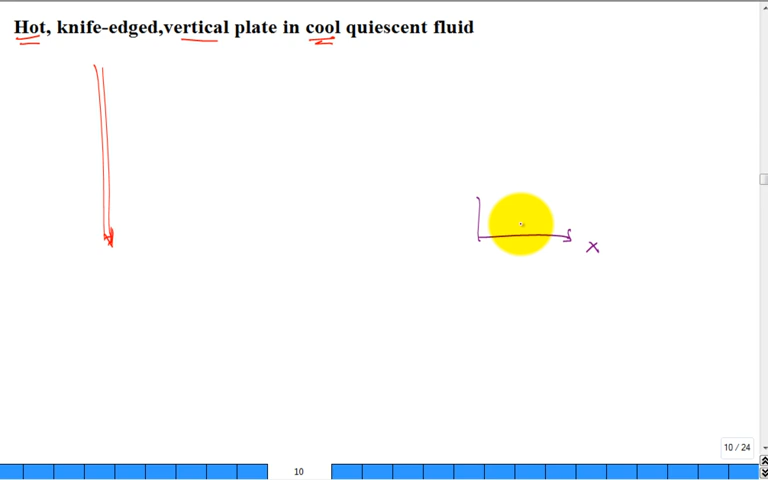 Hot, knife-edged,vertical plate in cool quiescent fluid
x
10 / 24
10